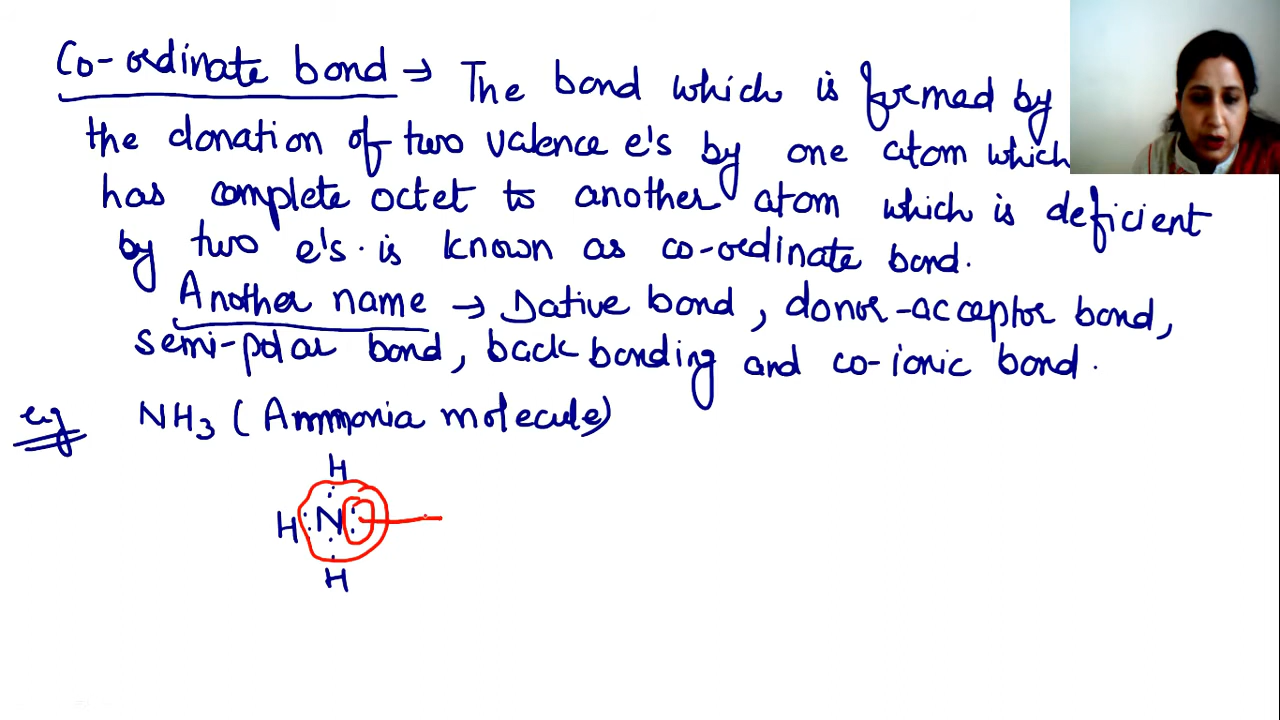 Co-ordinate bond → The bond which is formed by
the donation of two valence e's by one atom which
has complete octet to another atom which is deficient
by two e's. is known as co-ordinate bond.
Another name → Dative bond, donor-acceptor bond,
semi-polar bond, back bonding and co-ionic bond.
eg NH3 (Ammonia molecule)
H
H : N :
H